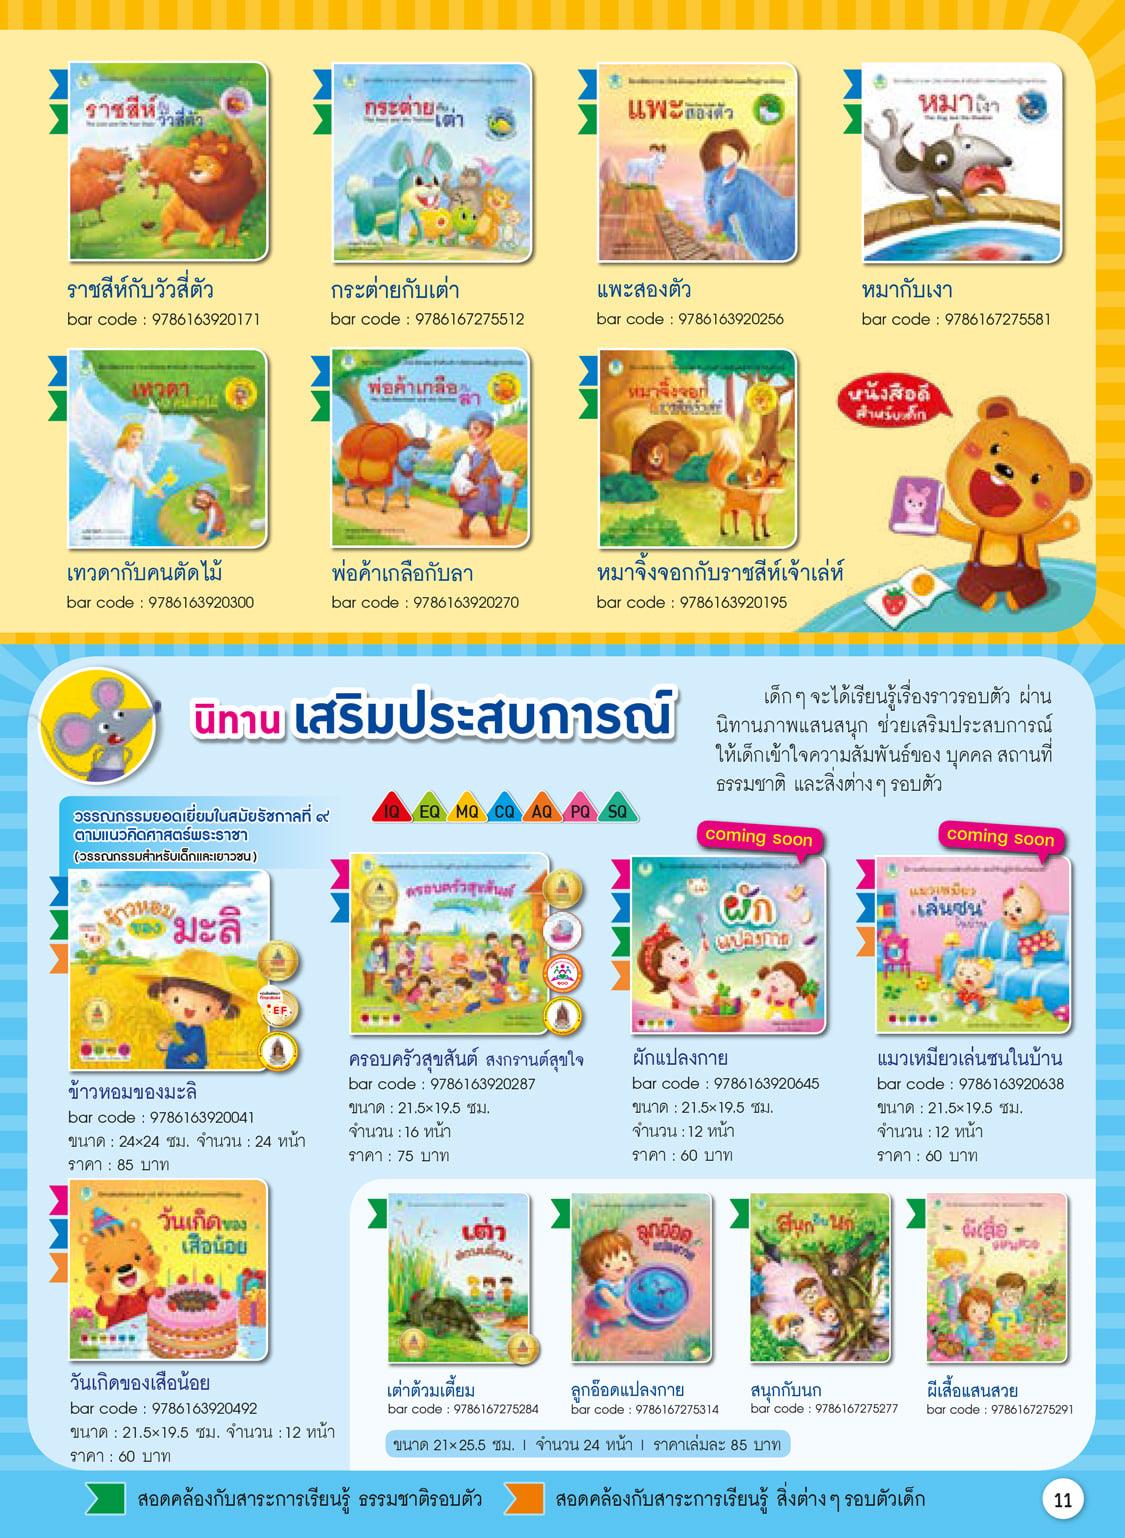 ราชสีห์กับวัวสี่ตัว
bar code : 9786163920171
กระต่ายกับเต่า
bar code : 9786167275512
แพะสองตัว
bar code : 9786163920256
หมากับเงา
bar code : 9786167275581
หนังสือดี
สำหรับเด็ก
เทวดากับคนตัดไม้
bar code : 9786163920300
พ่อค้าเกลือกับลา
bar code : 9786163920270
หมาจิ้งจอกกับราชสีห์เจ้าเล่ห์
bar code : 9786163920195
นิทาน เสริมประสบการณ์
เด็กๆ จะได้เรียนรู้เรื่องราวรอบตัว ผ่าน
นิทานภาพแสนสนุก ช่วยเสริมประสบการณ์
ให้เด็กเข้าใจความสัมพันธ์ของ บุคคล สถานที่
ธรรมชาติ และสิ่งต่างๆ รอบตัว
วรรณกรรมยอดเยี่ยมในสมัยรัชกาลที่ ๙
ตามแนวคิดศาสตร์พระราชา
(วรรณกรรมสำหรับเด็กและเยาวชน)
IQ EQ MQ CQ AQ PQ SQ
coming soon
coming soon
ข้าวหอม
ของ มะลิ
EF
ครอบครัวสุขสันต์
ผัก
แปลงกาย
แมวเหมียว
เล่นซน
ในบ้าน
ข้าวหอมของมะลิ
bar code : 9786163920041
ขนาด : 24×24 ซม. จำนวน : 24 หน้า
ราคา : 85 บาท
ครอบครัวสุขสันต์ สงกรานต์สุขใจ
bar code : 9786163920287
ขนาด : 21.5×19.5 ซม.
จำนวน : 16 หน้า
ราคา : 75 บาท
ผักแปลงกาย
bar code : 9786163920645
ขนาด : 21.5×19.5 ซม.
จำนวน : 12 หน้า
ราคา : 60 บาท
แมวเหมียวเล่นซนในบ้าน
bar code : 9786163920638
ขนาด : 21.5×19.5 ซม.
จำนวน : 12 หน้า
ราคา : 60 บาท
วันเกิดของ
เสือน้อย
วันเกิดของเสือน้อย
bar code : 9786163920492
ขนาด : 21.5×19.5 ซม. จำนวน : 12 หน้า
ราคา : 60 บาท
เต่าต้วมเตี้ยม
bar code : 9786167275284
ลูกอ๊อดแปลงกาย
bar code : 9786167275314
สนุกกับนก
bar code : 9786167275277
ผีเสื้อแสนสวย
bar code : 9786167275291
ขนาด 21×25.5 ซม. | จำนวน 24 หน้า | ราคาเล่มละ 85 บาท
สอดคล้องกับสาระการเรียนรู้ ธรรมชาติรอบตัว
สอดคล้องกับสาระการเรียนรู้ สิ่งต่างๆ รอบตัวเด็ก
11